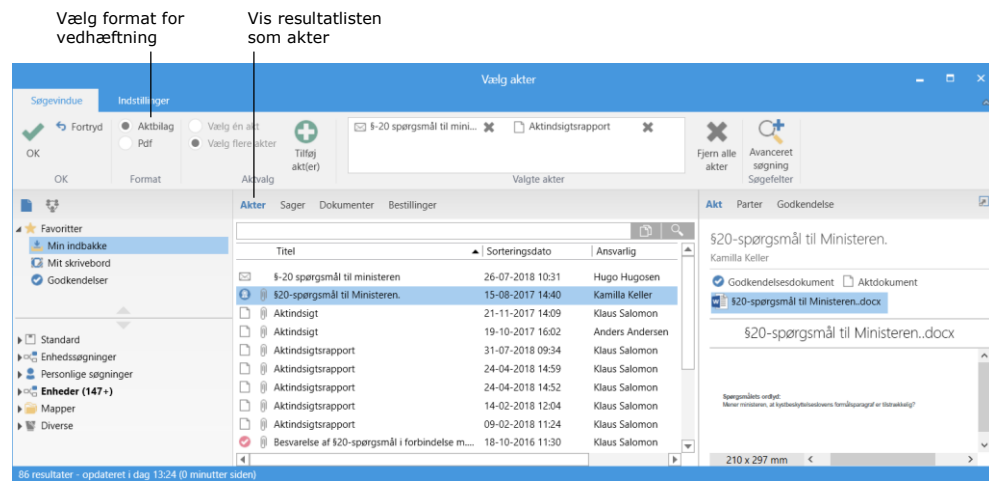 Vælg format for
vedhæftning
Vis resultatlisten
som akter
Vælg akter
Søgevindue Indstillinger
OK
Fortryd
Aktbilag
Pdf
Vælg én akt
Vælg flere akter
Tilføj
akt(er)
§-20 spørgsmål til mini...
Aktindsigtsrapport
Fjern alle
akter
Avanceret
søgning
OK Format Aktvalg Valgte akter Søgefelter
Favoritter
Min indbakke
Mit skrivebord
Godkendelser
Standard
Enhedssøgninger
Personlige søgninger
Enheder (147+)
Mapper
Diverse
Akter Sager Dokumenter Bestillinger
Titel Sorteringsdato Ansvarlig
§-20 spørgsmål til ministeren 26-07-2018 10:31 Hugo Hugosen
§20-spørgsmål til Ministeren. 15-08-2017 14:40 Kamilla Keller
Aktindsigt 21-11-2017 14:09 Klaus Salomon
Aktindsigt 19-10-2017 16:02 Anders Andersen
Aktindsigtsrapport 31-07-2018 09:34 Klaus Salomon
Aktindsigtsrapport 24-04-2018 14:59 Klaus Salomon
Aktindsigtsrapport 24-04-2018 14:52 Klaus Salomon
Aktindsigtsrapport 14-02-2018 12:04 Klaus Salomon
Aktindsigtsrapport 09-02-2018 11:24 Klaus Salomon
Besvarelse af §20-spørgsmål i forbindelse m.... 18-10-2016 11:30 Klaus Salomon
Akt Parter Godkendelse
§20-spørgsmål til Ministeren.
Kamilla Keller
Godkendelsesdokument Aktdokument
§20-spørgsmål til Ministeren..docx
§20-spørgsmål til Ministeren..docx
Spørgsmålets ordlyd:
Mener ministeren, at kystbeskyttelseslovens formålsparagraf er tilstrækkelig?
210 x 297 mm
86 resultater - opdateret i dag 13:24 (0 minutter siden)